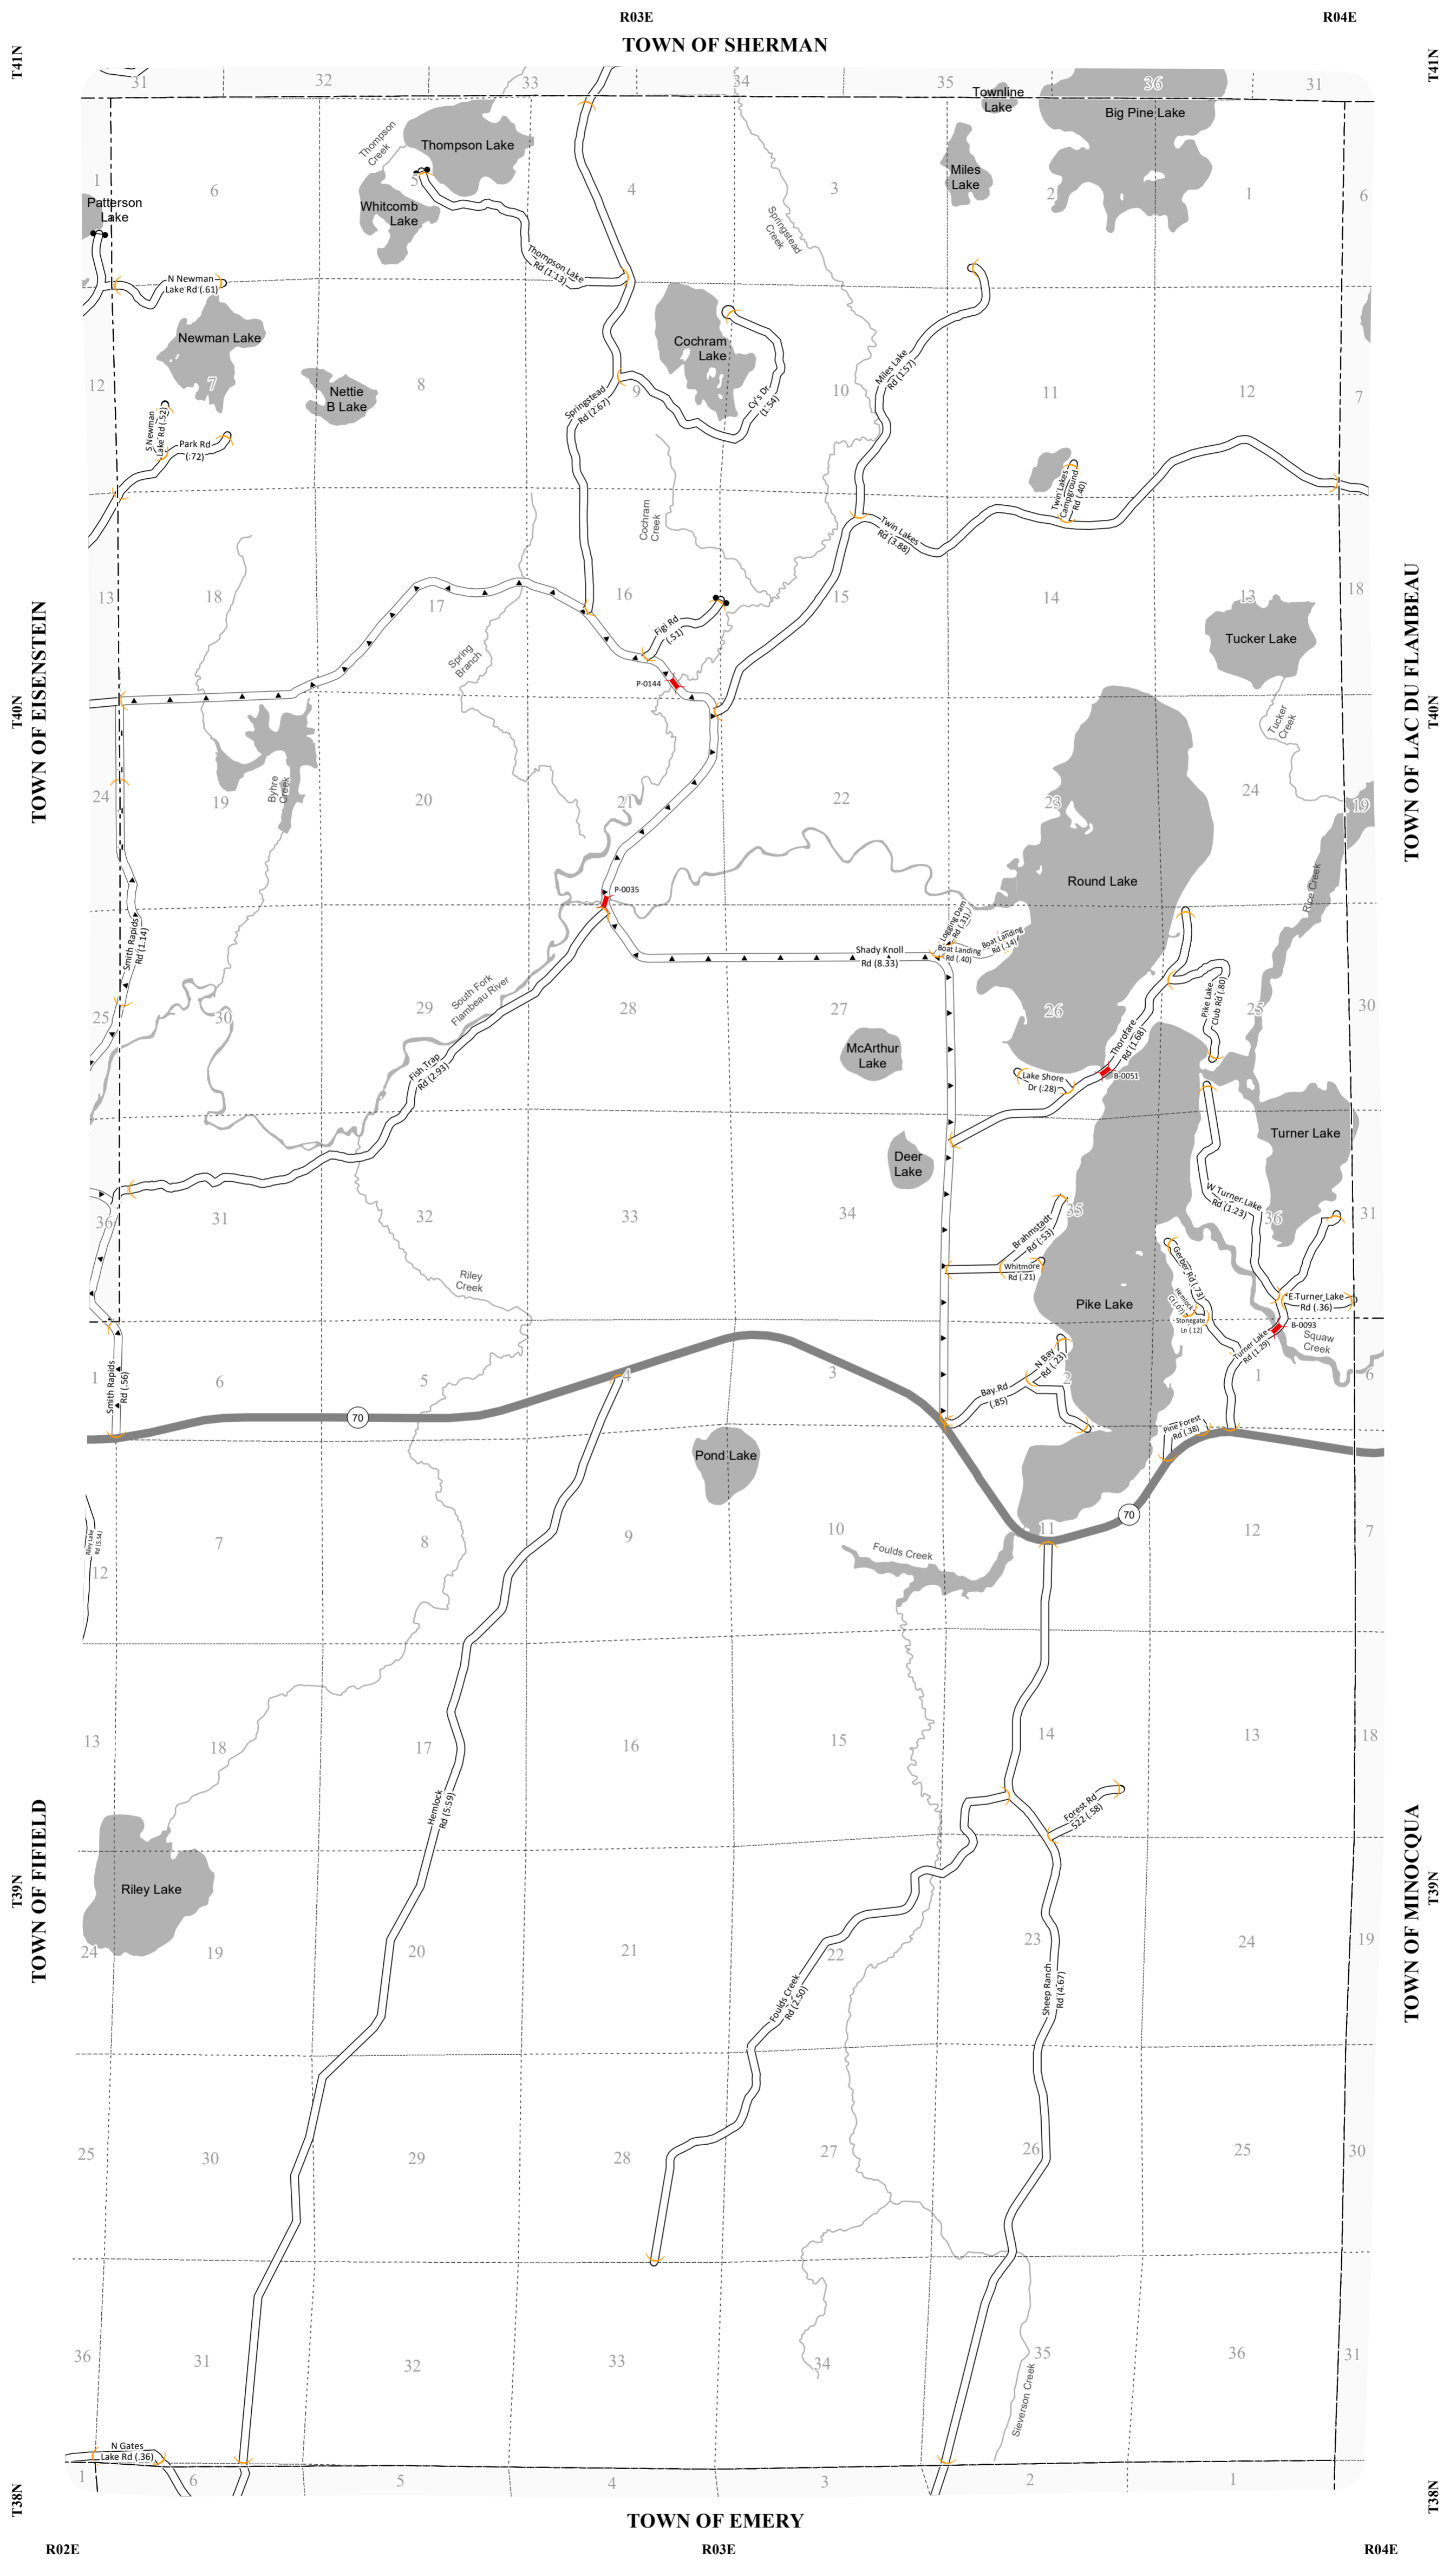 R03E
R04E
TOWN OF SHERMAN
T41N
T41N
31
32
33
34
35
36
31
Townline
Lake
Big Pine Lake
Thompson
Creek
Thompson Lake
Miles
Lake
1
6
5
4
3
2
1
6
Patterson
Lake
Whitcomb
Lake
Springstead
Creek
Thompson Lake
Rd (1.13)
N Newman
Lake Rd (.61)
Newman Lake
Cochram
Lake
Miles Lake
Rd (1.57)
12
7
8
9
10
11
12
7
Nettie
B Lake
Springstead
Rd (2.67)
Cy's Dr
(1.54)
S Newman
Lake Rd (.52)
Park Rd
(.72)
Twin Lakes
Campground
Rd (.40)
Cochram
Creek
Twin Lakes
Rd (3.88)
13
18
17
16
15
14
13
18
TOWN OF EISENSTEIN
TOWN OF LAC DU FLAMBEAU
Figi Rd
(.51)
Tucker Lake
Spring
Branch
P-0144
T40N
T40N
Tucker
Creek
24
19
20
21
22
23
24
19
Byhre
Creek
Round Lake
Rice Creek
P-0035
Smith Rapids
Rd (1.14)
Logging Dam
Rd (.31)
Boat Landing
Rd (.14)
Boat Landing
Rd (.40)
Shady Knoll
Rd (8.33)
South Fork
Flambeau River
25
30
29
28
27
26
25
30
Pike Lake
Club Rd (.80)
Thorofare
Rd (1.68)
McArthur
Lake
Fish Trap
Rd (2.93)
Lake Shore
Dr (.28)
B-0051
Turner Lake
Deer
Lake
36
31
32
33
34
35
36
31
W Turner Lake
Rd (1.23)
Brahmstadt
Rd (.53)
Whitmore
Rd (.21)
Gerber Rd (.73)
Riley
Creek
Hemlock
Ct (.07)
Stonegate
Ln (.12)
E Turner Lake
Rd (.36)
Pike Lake
B-0093
Turner Lake
Rd (1.29)
Squaw
Creek
Smith Rapids
Rd (.56)
1
6
5
4
3
2
1
6
N Bay
Rd (.23)
Bay Rd
(.85)
70
Pine Forest
Rd (.38)
Pond Lake
70
Riley Lake
Rd (5.54)
12
7
8
9
10
11
12
7
Foulds Creek
13
18
17
16
15
14
13
18
Hemlock
Rd (5.59)
Forest Rd
522 (.58)
TOWN OF FIFIELD
TOWN OF MINOCQUA
Riley Lake
T39N
T39N
24
19
20
21
22
23
24
19
Foulds Creek
Rd (2.50)
Sheep Ranch
Rd (4.67)
25
30
29
28
27
26
25
30
36
31
32
33
34
35
36
31
Sieverson Creek
N Gates
Lake Rd (.36)
1
6
5
4
3
2
1
T38N
T38N
TOWN OF EMERY
R02E
R03E
R04E